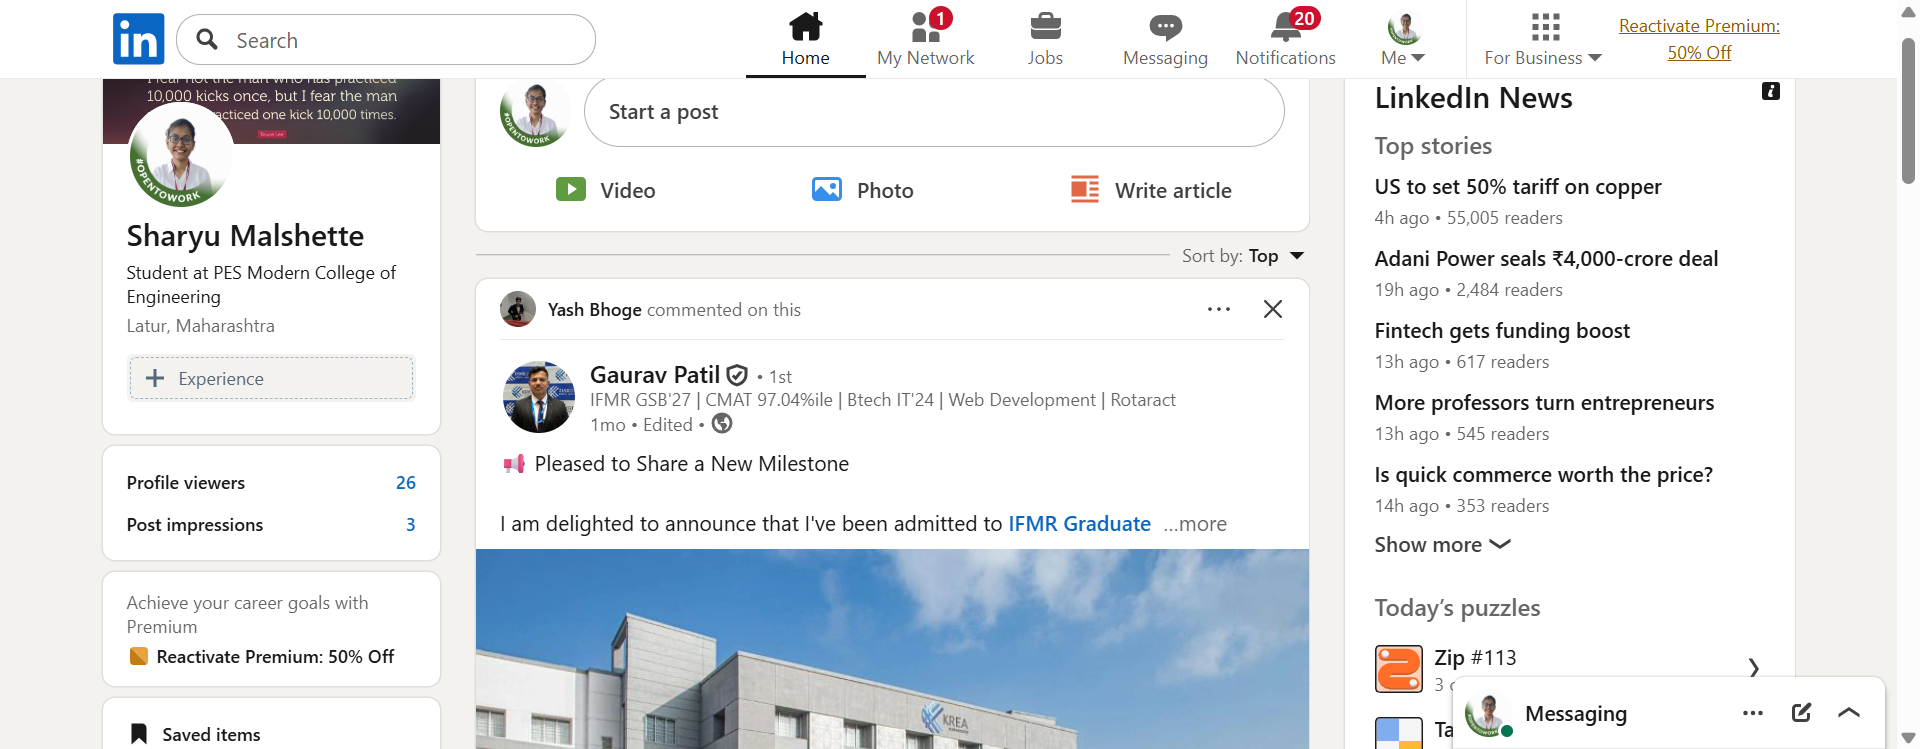 in
Search
Home
1
My Network
Jobs
Messaging
20
Notifications
Me
For Business
Reactivate Premium:
50% Off
10,000 kicks once, but I fear the man
acticed one kick 10,000 times.
Bruce Lee
#OPENTOWORK
Sharyu Malshette
Student at PES Modern College of
Engineering
Latur, Maharashtra
Experience
Profile viewers 26
Post impressions 3
Achieve your career goals with
Premium
Reactivate Premium: 50% Off
Saved items
#OPENTOWORK
Start a post
Video
Photo
Write article
Sort by: Top
Yash Bhoge commented on this
Gaurav Patil • 1st
IFMR GSB'27 | CMAT 97.04%ile | Btech IT'24 | Web Development | Rotaract
1mo • Edited •
Pleased to Share a New Milestone
I am delighted to announce that I've been admitted to IFMR Graduate ...more
KREA
LinkedIn News
Top stories
US to set 50% tariff on copper
4h ago • 55,005 readers
Adani Power seals ₹4,000-crore deal
19h ago • 2,484 readers
Fintech gets funding boost
13h ago • 617 readers
More professors turn entrepreneurs
13h ago • 545 readers
Is quick commerce worth the price?
14h ago • 353 readers
Show more
Today's puzzles
Zip #113
3 c
Ta
Messaging